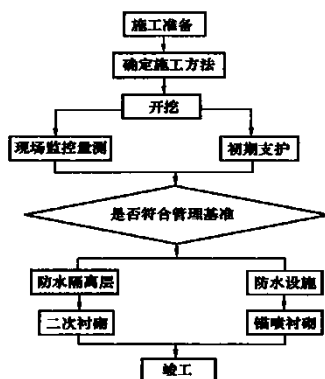 施工准备
确定施工方法
开挖
现场监控量测
初期支护
是否符合管理基准
防水隔离层
防水设施
二次衬砌
锚喷衬砌
竣工